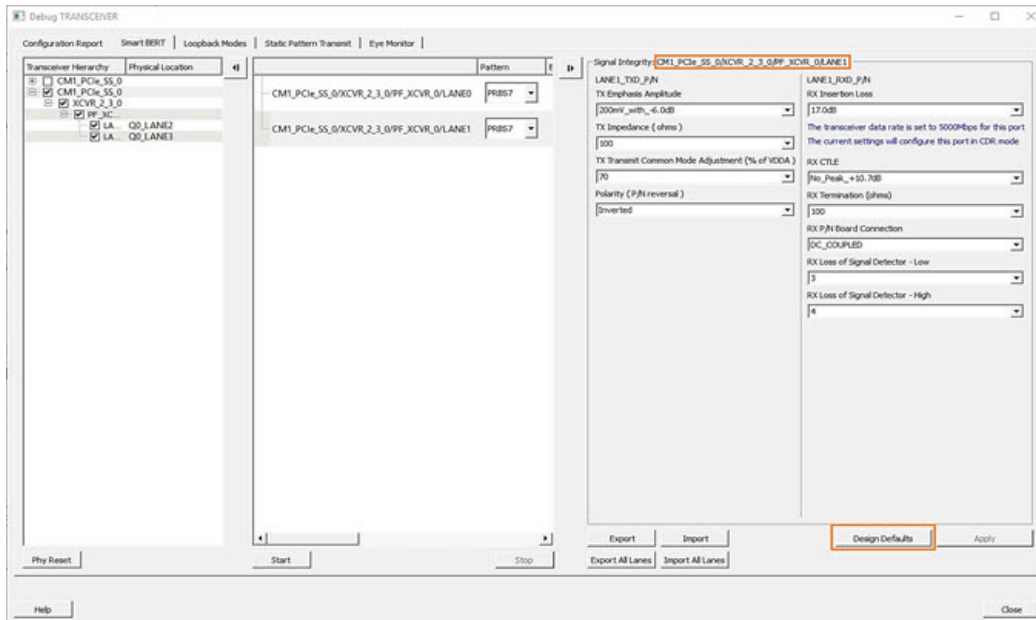 Debug TRANSCEIVER
Configuration Report Smart BERT Loopback Modes Static Pattern Transmit Eye Monitor
Transceiver Hierarchy Physical Location
CM1_PCIe_SS_0
CM1_PCIe_SS_0
XCVR_2_3_0
PF_XC...
LA... Q0_LANE2
LA... Q0_LANE3
Phy Reset
Pattern E
CM1_PCIe_SS_0/XCVR_2_3_0/PF_XCVR_0/LANE0 PRBS7
CM1_PCIe_SS_0/XCVR_2_3_0/PF_XCVR_0/LANE1 PRBS7
Start Stop
Signal Integrity: CM1_PCIe_SS_0/XCVR_2_3_0/PF_XCVR_0/LANE1
LANE1_TXD_P/N
TX Emphasis Amplitude
200mV_with_-6.0dB
TX Impedance ( ohms )
100
TX Transmit Common Mode Adjustment (% of VDDA )
70
Polarity ( P/N reversal )
Inverted
LANE1_RXD_P/N
RX Insertion Loss
17.0dB
The transceiver data rate is set to 5000Mbps for this port
The current settings will configure this port in CDR mode
RX CTLE
No_Peak_+10.7dB
RX Termination (ohms)
100
RX P/N Board Connection
DC_COUPLED
RX Loss of Signal Detector - Low
3
RX Loss of Signal Detector - High
4
Export Import Design Defaults Apply
Export All Lanes Import All Lanes
Help Close